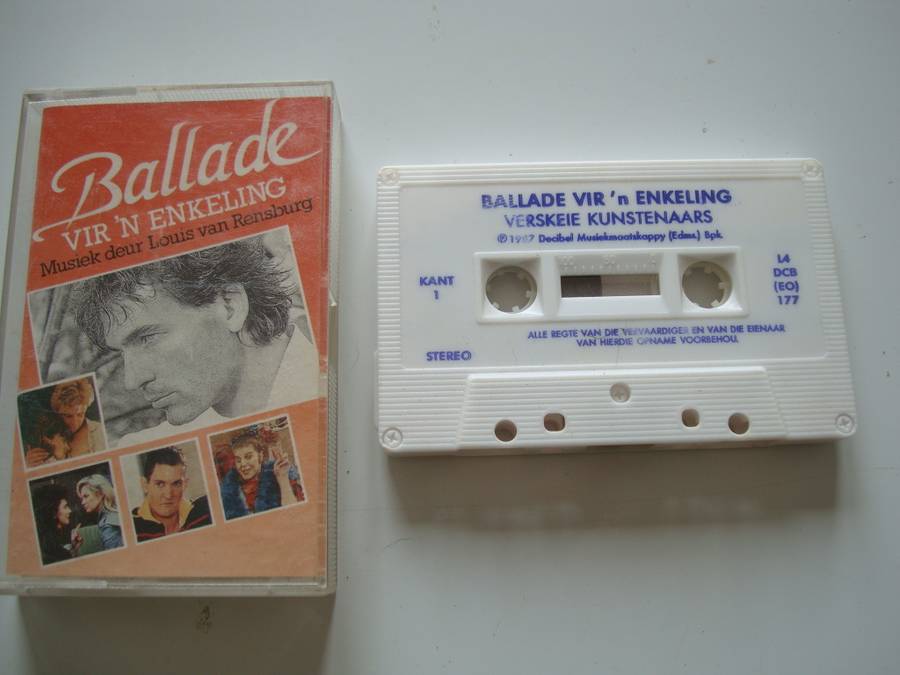 Ballade
VIR 'N ENKELING
Musiek deur Louis van Rensburg
BALLADE VIR 'n ENKELING
VERSKEIE KUNSTENAARS
℗ 1987 Decibel Musiekmaatskappy (Edms.) Bpk.
KANT
1
L4
DCB
(EO)
177
STEREO
ALLE REGTE VAN DIE VERVAARDIGER EN VAN DIE EIENAAR
VAN HIERDIE OPNAME VOORBEHOU.